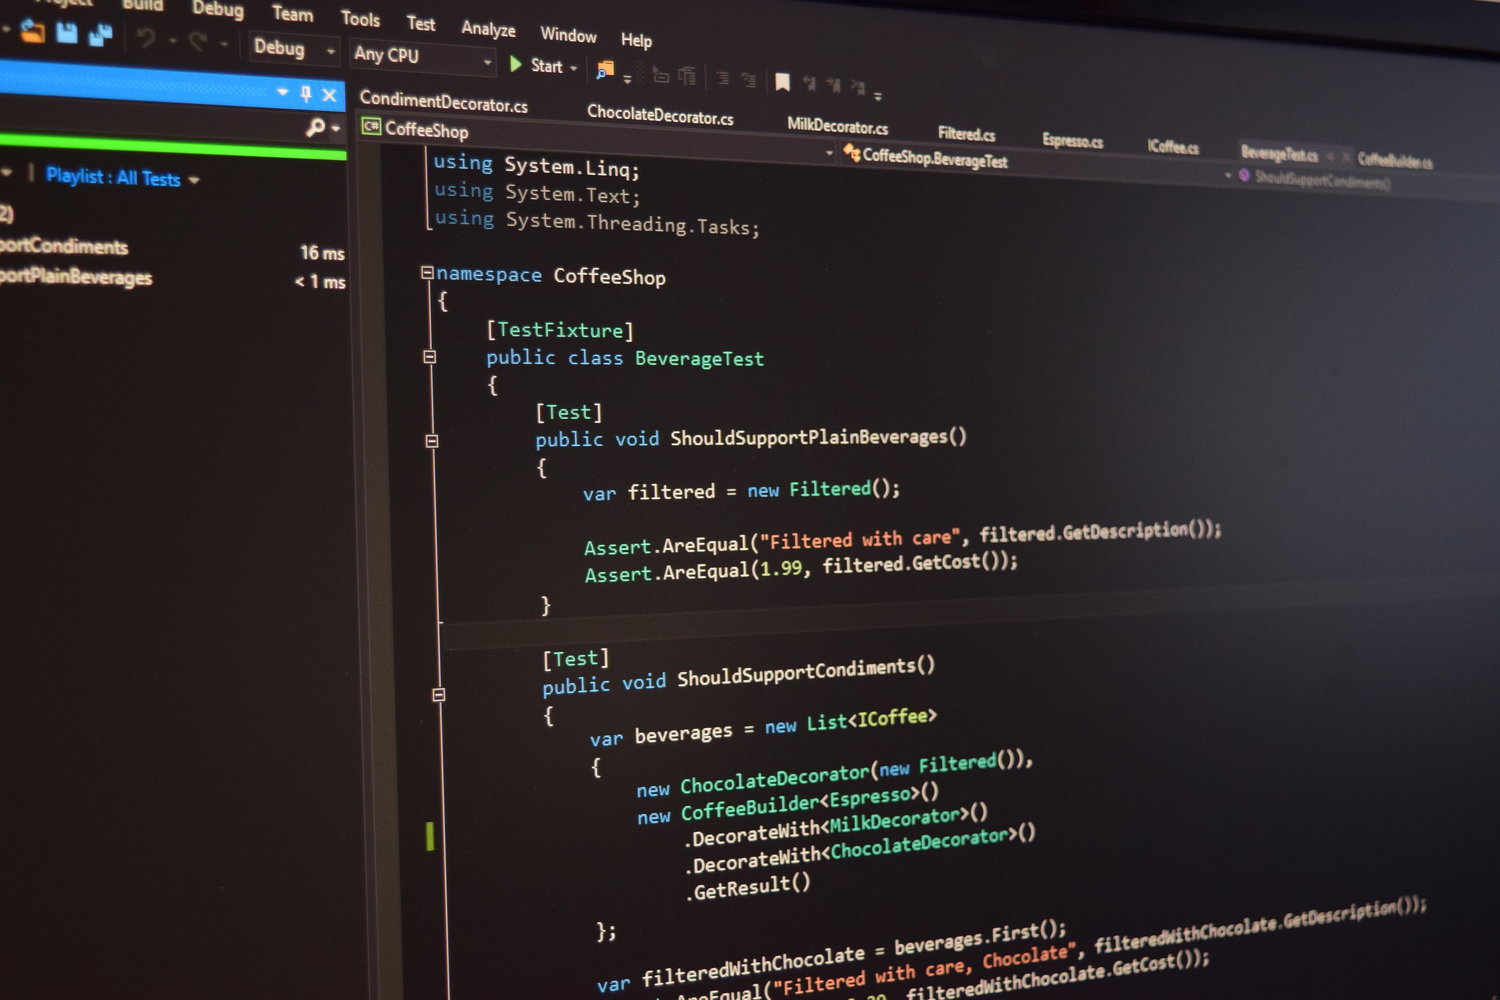 Build Debug Team Tools Test Analyze Window Help
Debug Any CPU Start
CondimentDecorator.cs ChocolateDecorator.cs MilkDecorator.cs Filtered.cs Espresso.cs ICoffee.cs BeverageTest.cs CoffeeBuilder.cs
C# CoffeeShop CoffeeShop.BeverageTest ShouldSupportCondiments()
Playlist : All Tests
2)
portCondiments 16 ms
portPlainBeverages < 1 ms
using System.Linq;
using System.Text;
using System.Threading.Tasks;
namespace CoffeeShop
{
[TestFixture]
public class BeverageTest
{
[Test]
public void ShouldSupportPlainBeverages()
{
var filtered = new Filtered();
Assert.AreEqual("Filtered with care", filtered.GetDescription());
Assert.AreEqual(1.99, filtered.GetCost());
}
[Test]
public void ShouldSupportCondiments()
{
var beverages = new List<ICoffee>
{
new ChocolateDecorator(new Filtered()),
new CoffeeBuilder<Espresso>()
.DecorateWith<MilkDecorator>()
.DecorateWith<ChocolateDecorator>()
.GetResult()
};
var filteredWithChocolate = beverages.First();
AreEqual("Filtered with care, Chocolate", filteredWithChocolate.GetDescription());
filteredWithChocolate.GetCost());